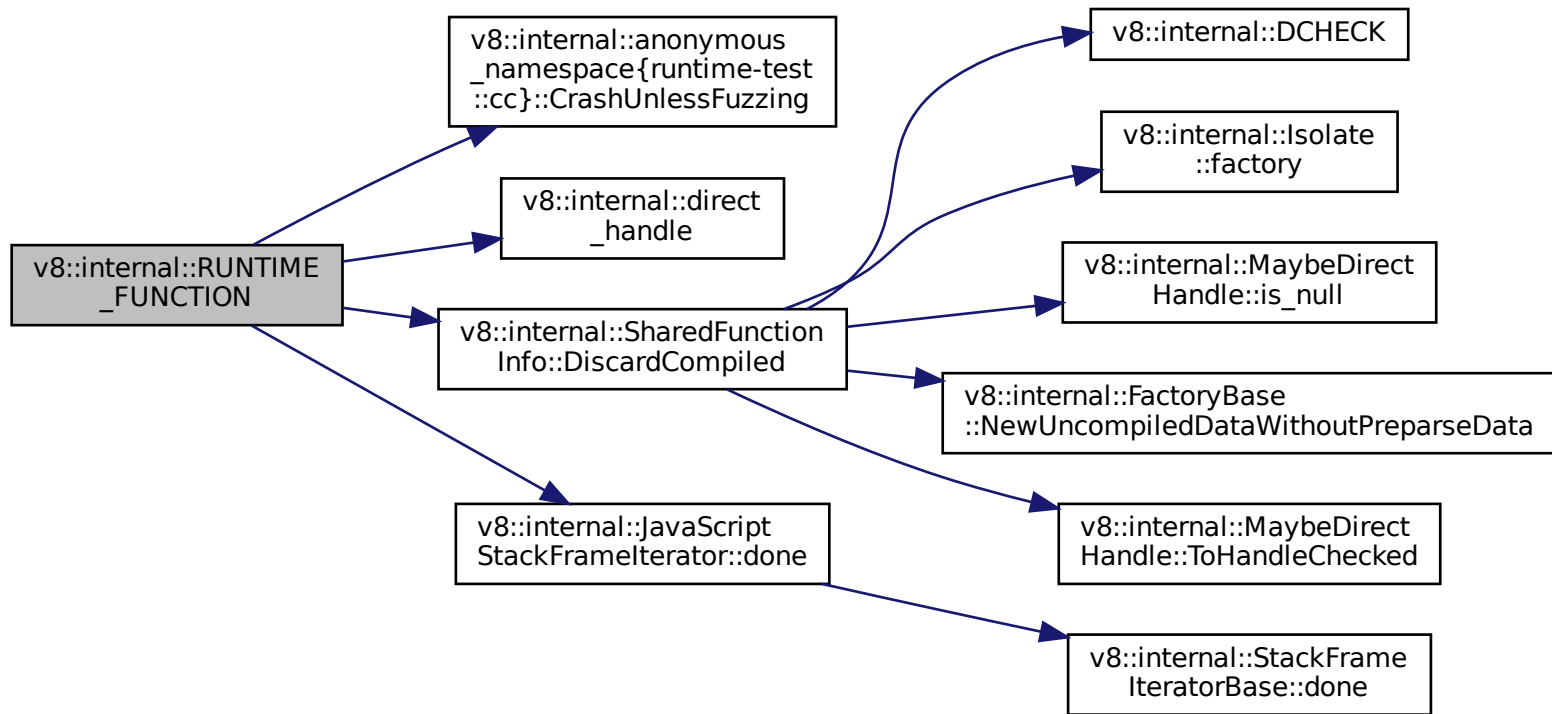 v8::internal::RUNTIME
_FUNCTION
v8::internal::anonymous
_namespace{runtime-test
::cc}::CrashUnlessFuzzing
v8::internal::direct
_handle
v8::internal::SharedFunction
Info::DiscardCompiled
v8::internal::JavaScript
StackFrameIterator::done
v8::internal::DCHECK
v8::internal::Isolate
::factory
v8::internal::MaybeDirect
Handle::is_null
v8::internal::FactoryBase
::NewUncompiledDataWithoutPreparseData
v8::internal::MaybeDirect
Handle::ToHandleChecked
v8::internal::StackFrame
IteratorBase::done